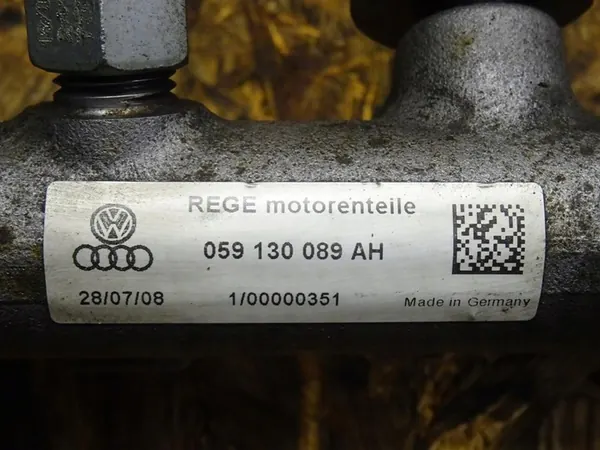 REGE motorenteile
059 130 089 AH
28/07/08 1/00000351 Made in Germany